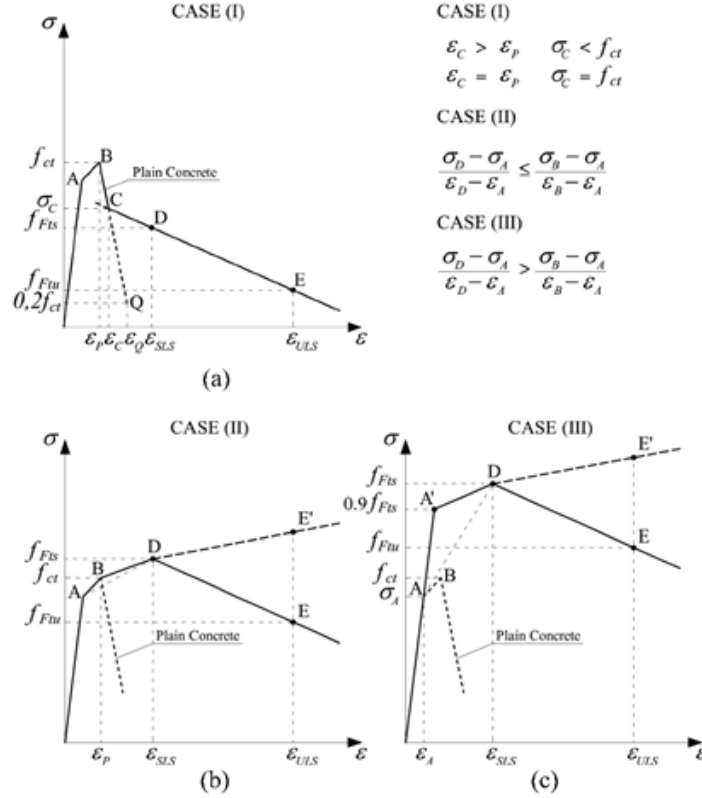 CASE (I)
σ
f_ct
B
A
Plain Concrete
σ_C
C
f_Fts
D
f_Ftu
E
0,2f_ct
Q
ε_P ε_C ε_Q ε_SLS ε_ULS ε
(a)
CASE (I)
ε_C > ε_P σ_C < f_ct
ε_C = ε_P σ_C = f_ct
CASE (II)
(σ_D − σ_A)/(ε_D − ε_A) ≤ (σ_B − σ_A)/(ε_B − ε_A)
CASE (III)
(σ_D − σ_A)/(ε_D − ε_A) > (σ_B − σ_A)/(ε_B − ε_A)
CASE (II)
σ
E'
D
f_Fts
B
f_ct
A
f_Ftu
E
Plain Concrete
ε_P ε_SLS ε_ULS ε
(b)
CASE (III)
σ
E'
D
f_Fts
A'
0.9f_Fts
f_Ftu
E
f_ct
B
A
σ_A
Plain Concrete
ε_A ε_SLS ε_ULS ε
(c)